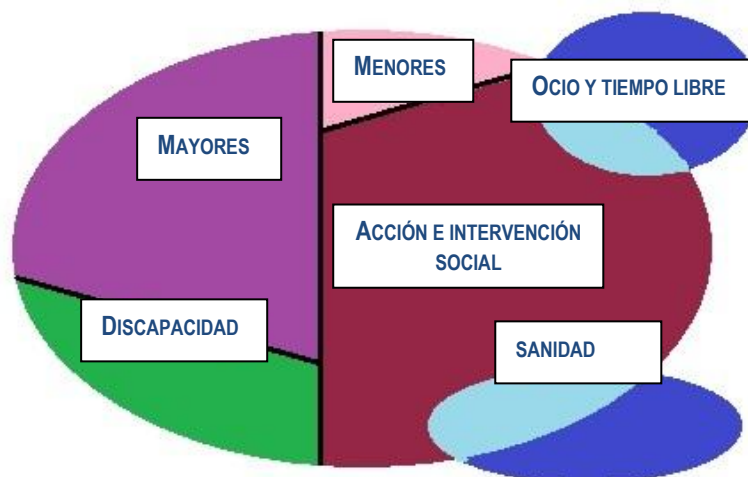 MENORES
OCIO Y TIEMPO LIBRE
MAYORES
ACCIÓN E INTERVENCIÓN
SOCIAL
DISCAPACIDAD
SANIDAD